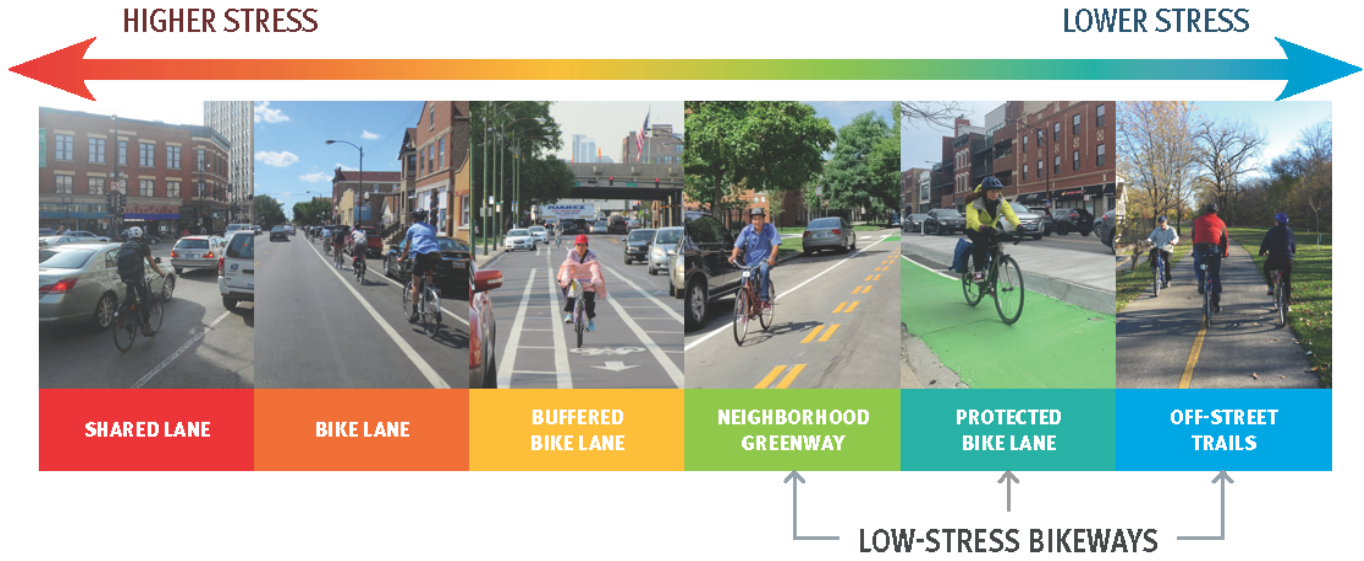 HIGHER STRESS
LOWER STRESS
JUAREZ
SHARED LANE
BIKE LANE
BUFFERED
BIKE LANE
NEIGHBORHOOD
GREENWAY
PROTECTED
BIKE LANE
OFF-STREET
TRAILS
LOW-STRESS BIKEWAYS